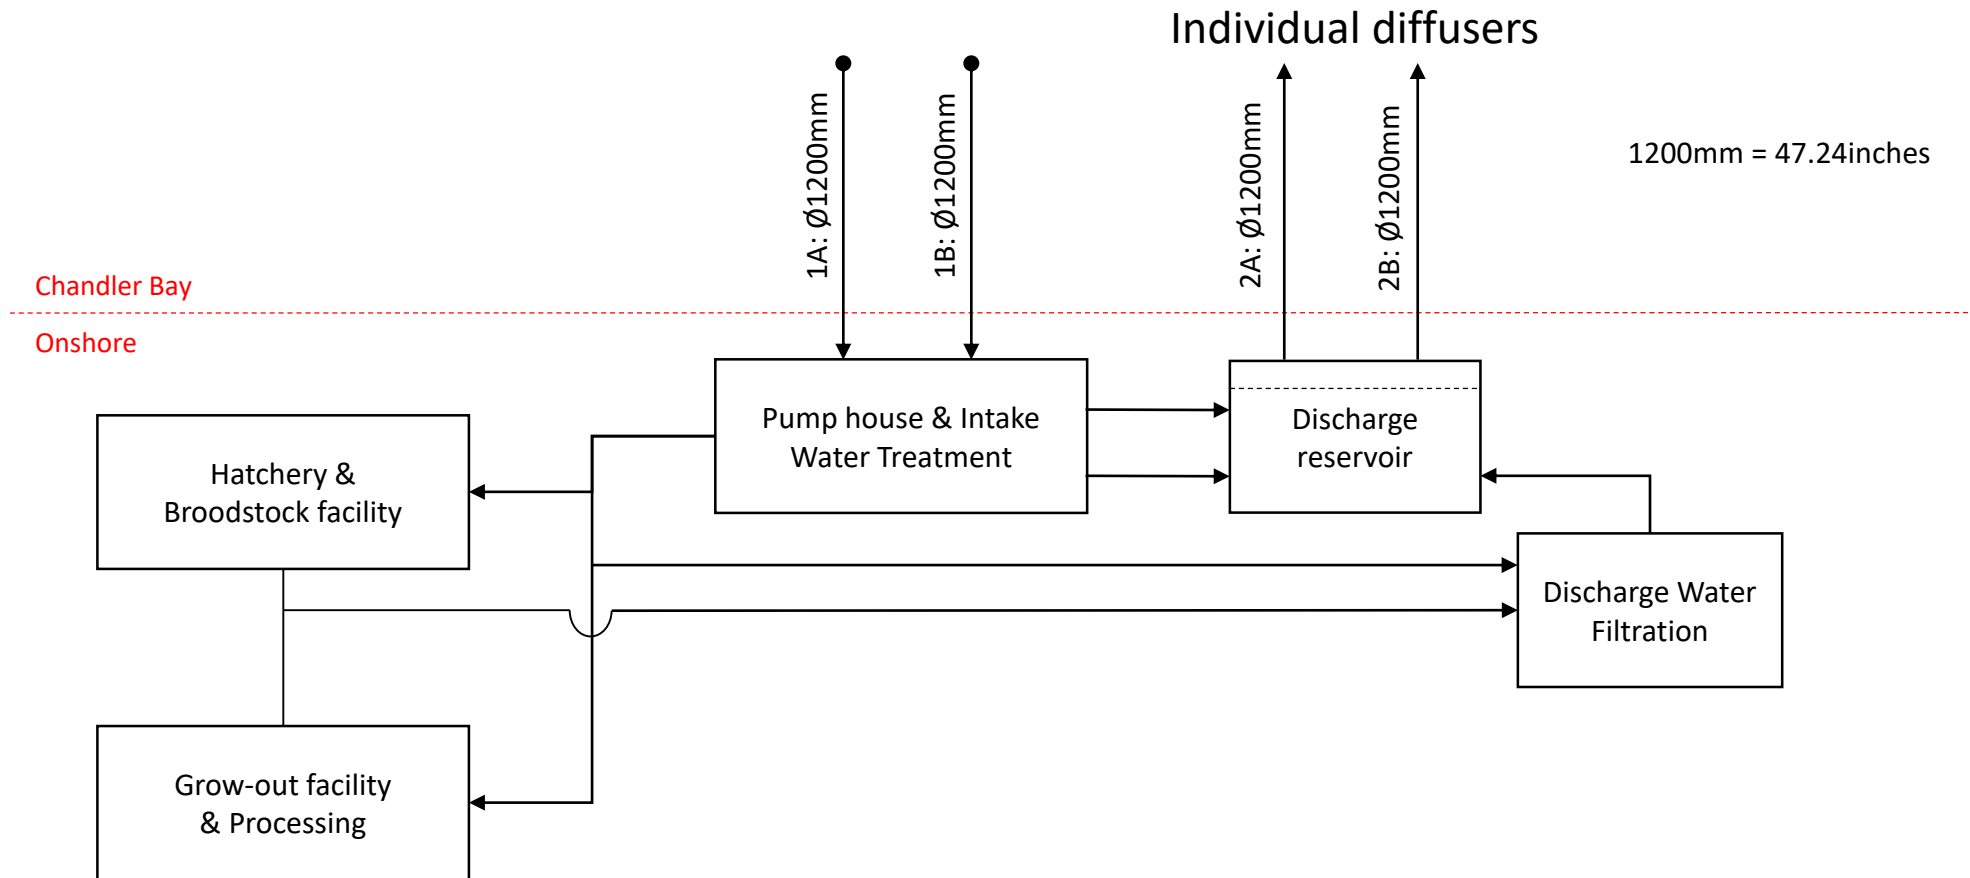 Individual diffusers
1A: Ø1200mm
1B: Ø1200mm
2A: Ø1200mm
2B: Ø1200mm
1200mm = 47.24inches
Chandler Bay
Onshore
Pump house & Intake
Water Treatment
Discharge
reservoir
Hatchery &
Broodstock facility
Discharge Water
Filtration
Grow-out facility
& Processing